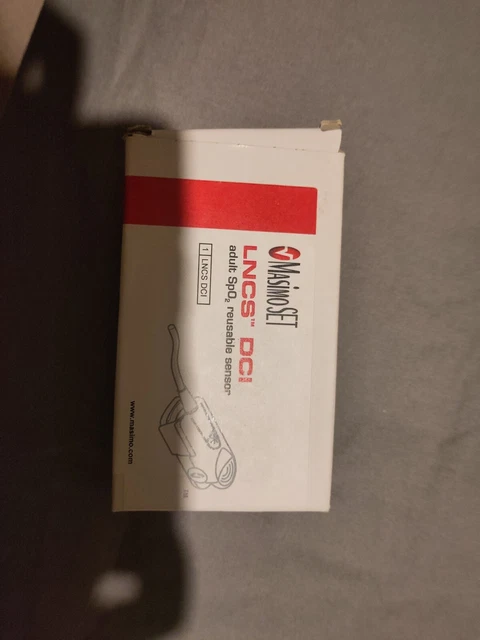 MasimoSET
LNCS™ DCI
adult SpO₂ reusable sensor
1 LNCS DCI
www.masimo.com